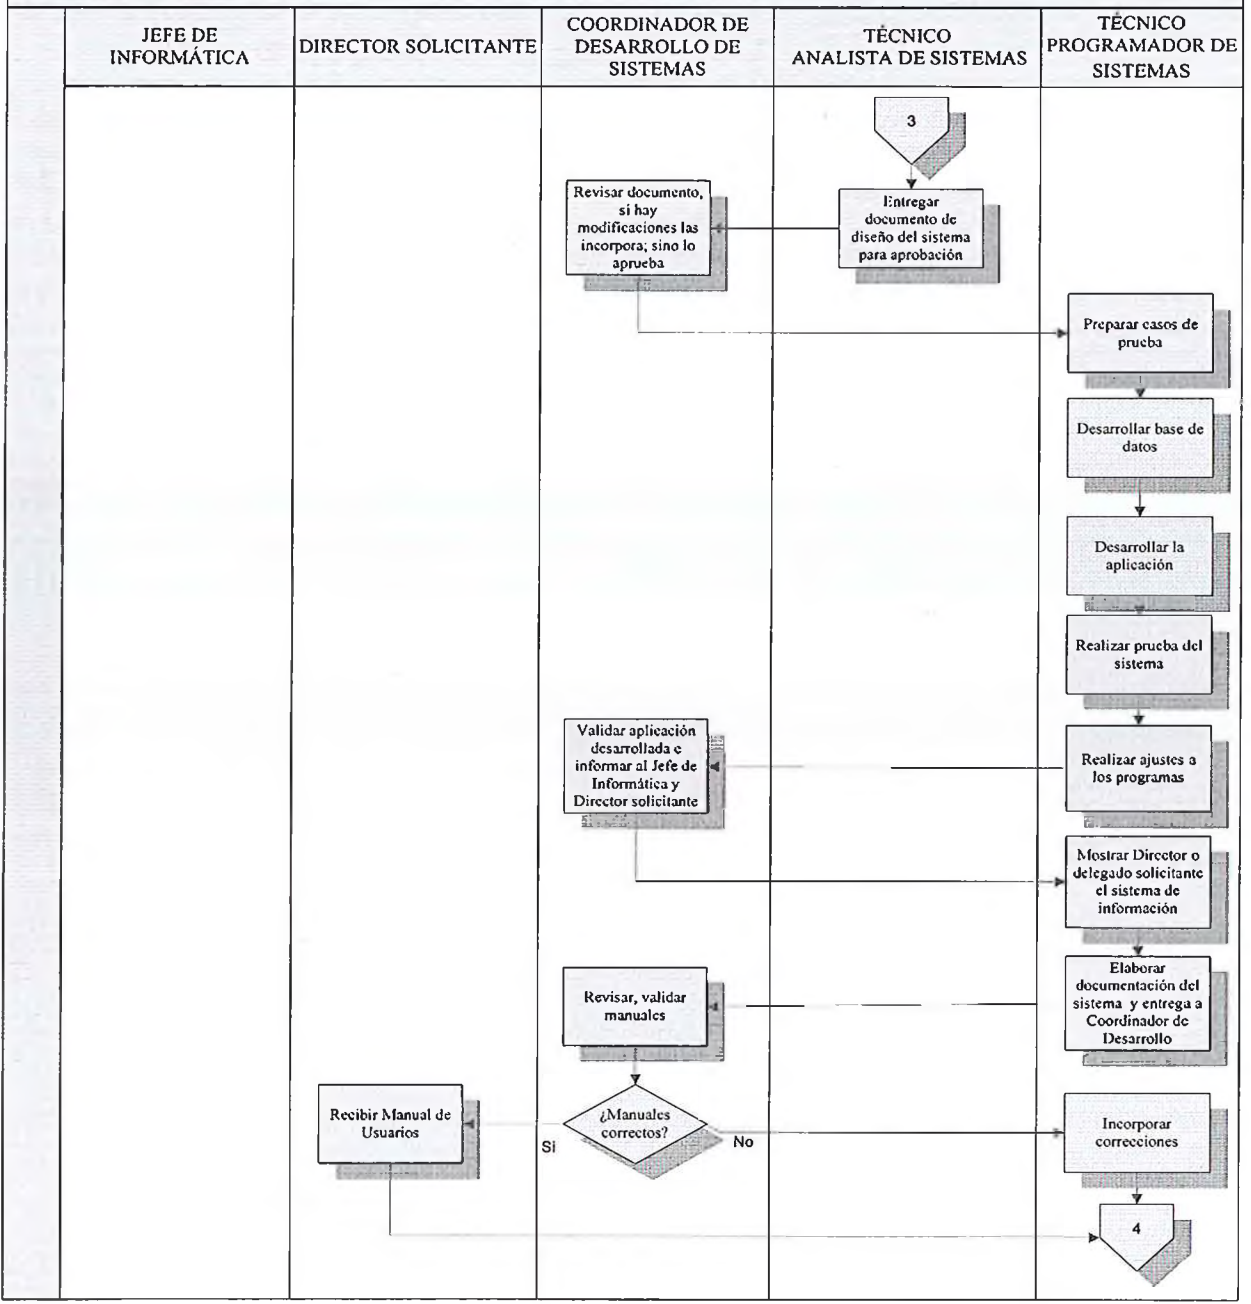 JEFE DE
INFORMÁTICA
DIRECTOR SOLICITANTE
COORDINADOR DE
DESARROLLO DE
SISTEMAS
TÉCNICO
ANALISTA DE SISTEMAS
TÉCNICO
PROGRAMADOR DE
SISTEMAS
3
Revisar documento,
si hay
modificaciones las
incorpora; sino lo
aprueba
Entregar
documento de
diseño del sistema
para aprobación
Preparar casos de
prueba
Desarrollar base de
datos
Desarrollar la
aplicación
Realizar prueba del
sistema
Validar aplicación
desarrollada e
informar al Jefe de
Informática y
Director solicitante
Realizar ajustes a
los programas
Mostrar Director o
delegado solicitante
el sistema de
información
Elaborar
documentación del
sistema y entrega a
Coordinador de
Desarrollo
Revisar, validar
manuales
Recibir Manual de
Usuarios
¿Manuales
correctos?
Si
No
Incorporar
correcciones
4